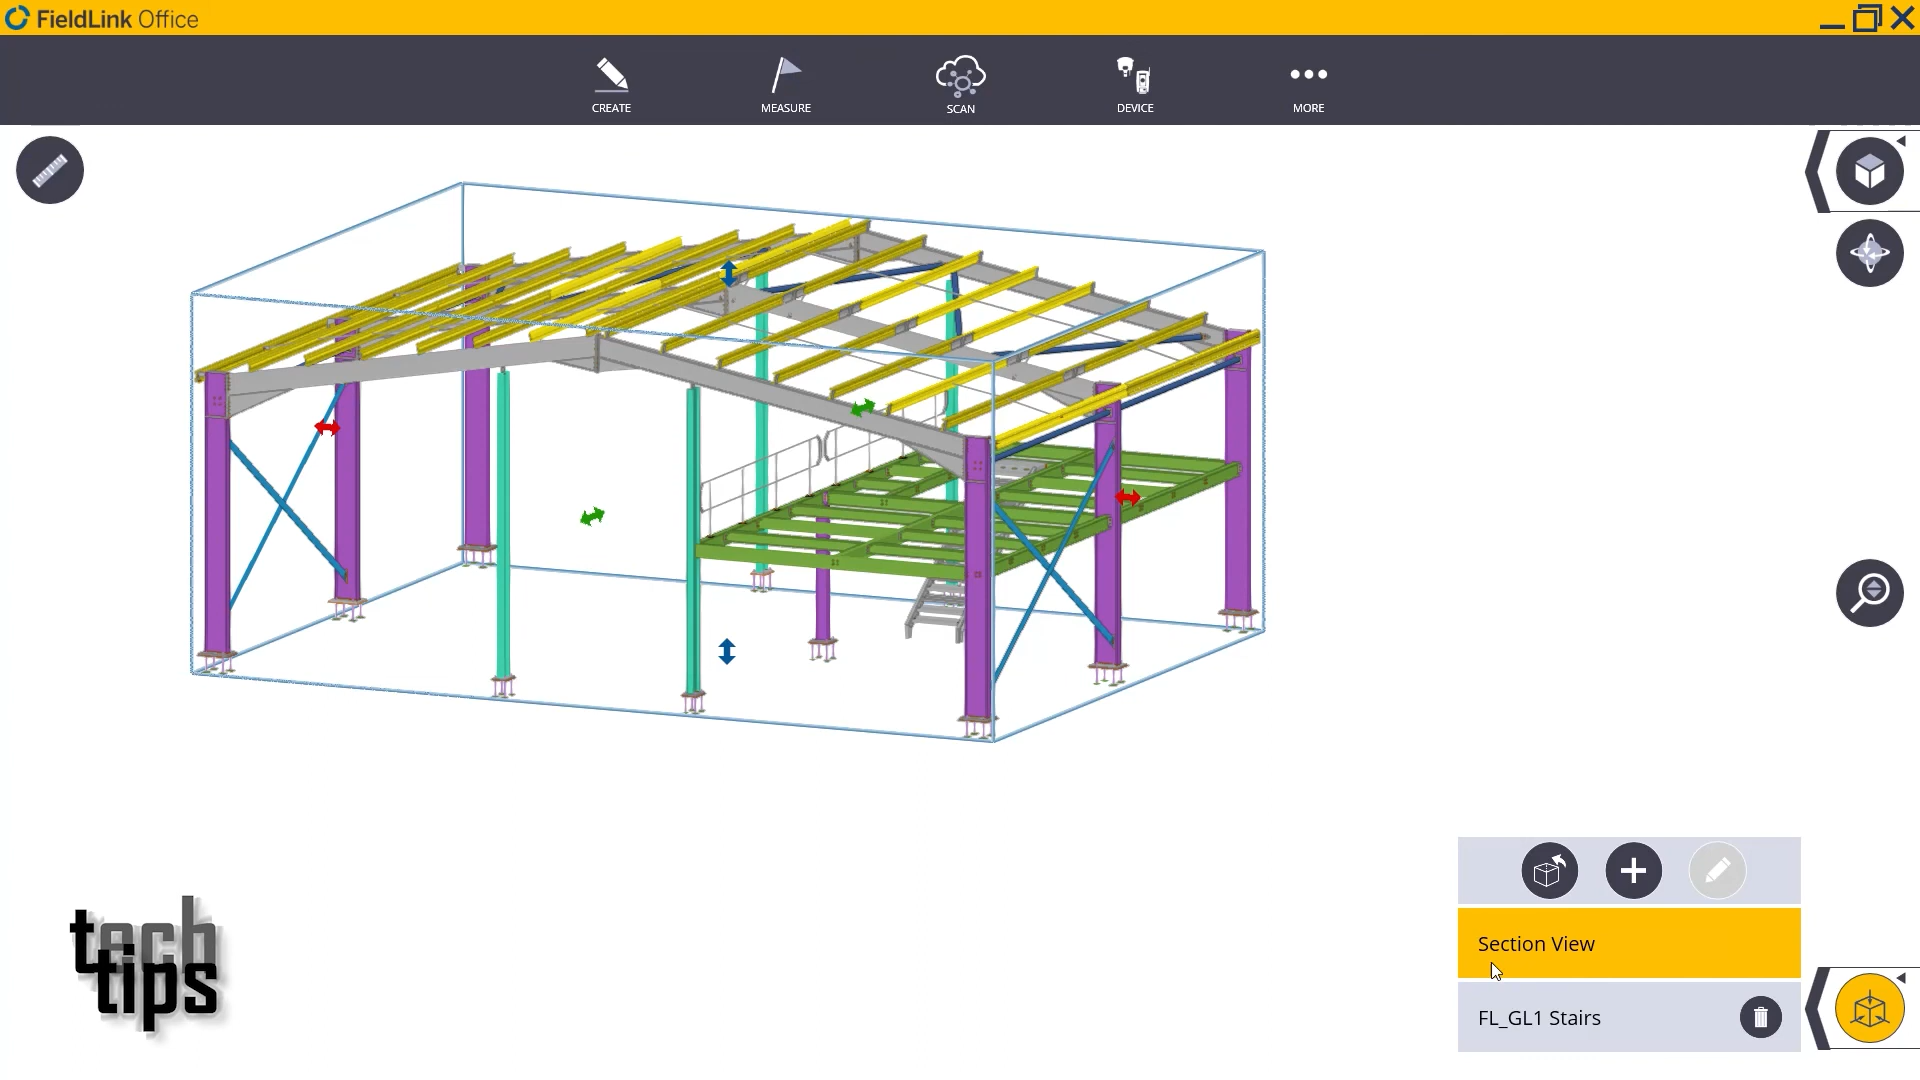 FieldLink Office
CREATE
MEASURE
SCAN
DEVICE
MORE
Section View
FL_GL1 Stairs
tech
tips